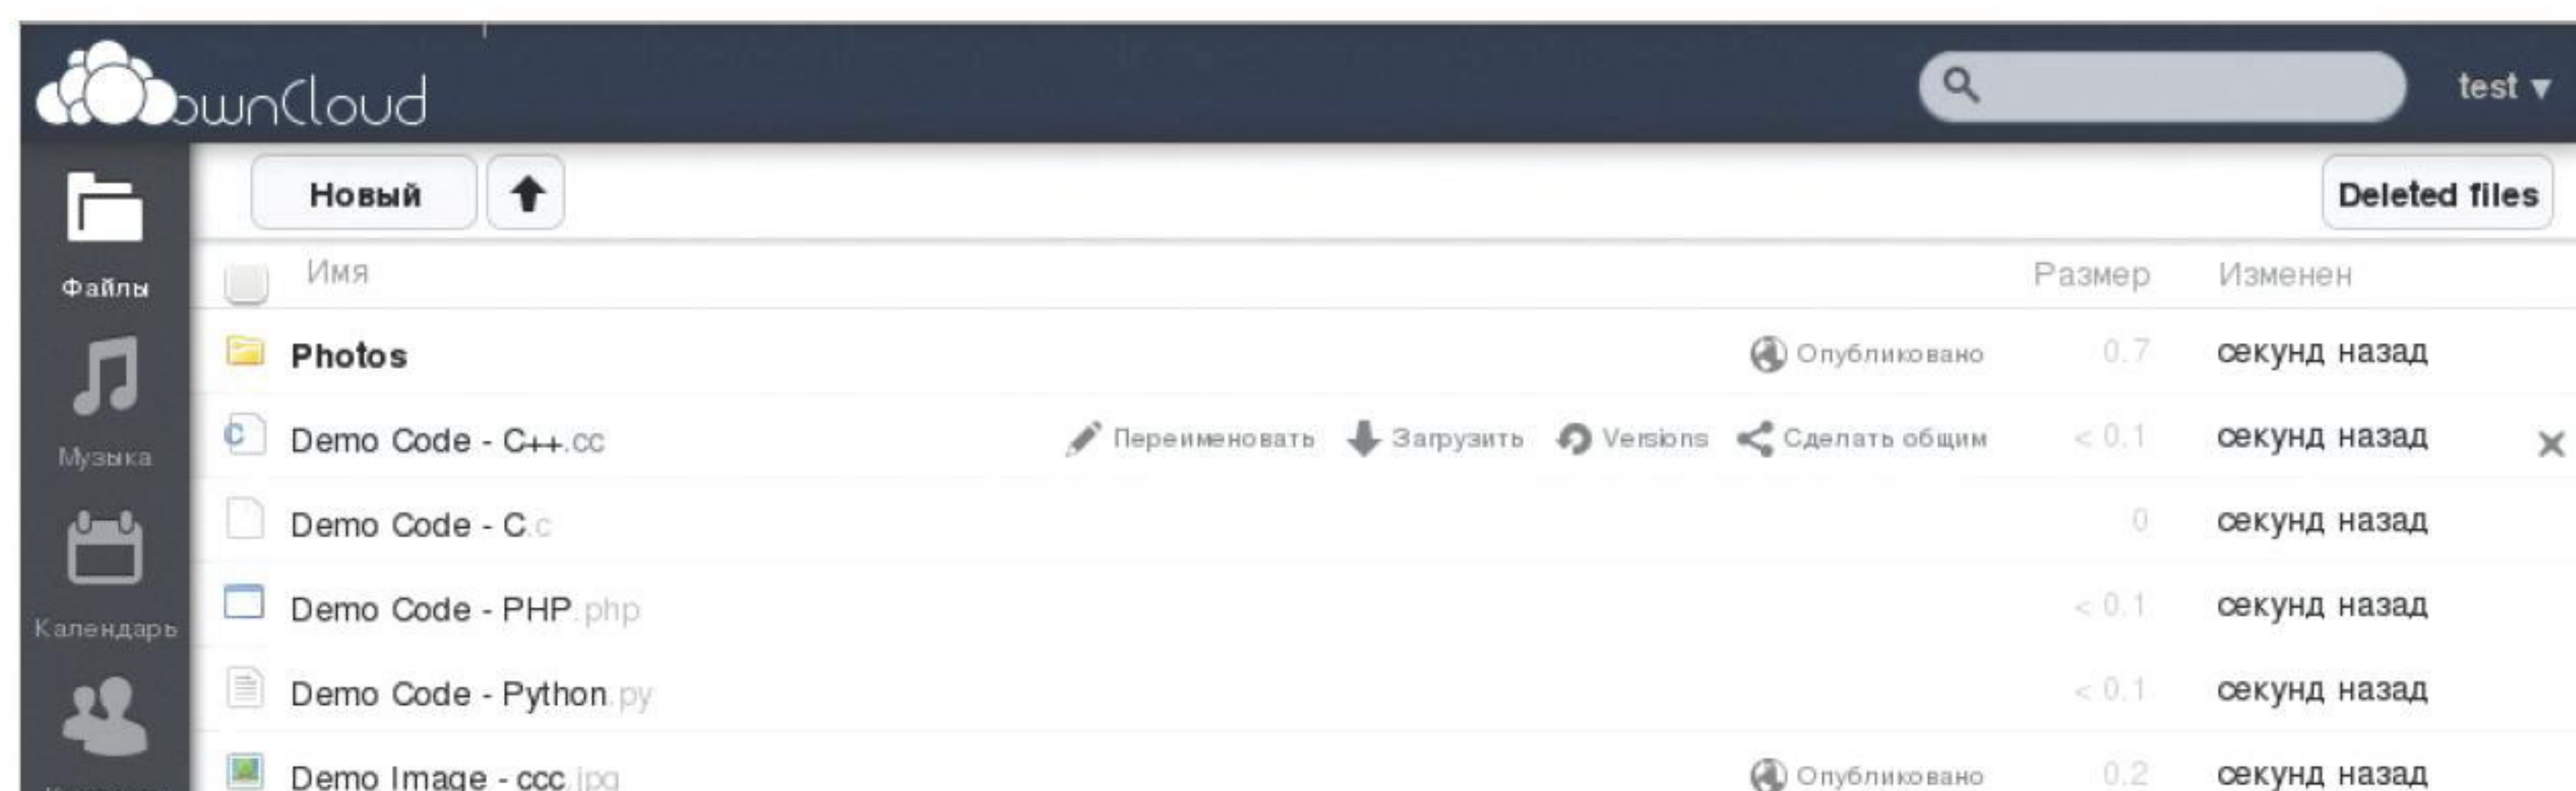 ownCloud
test
Новый
Deleted files
Имя
Размер
Изменен
Файлы
Photos
Опубликовано
0.7
секунд назад
Demo Code - C++.cc
Переименовать
Загрузить
Versions
Сделать общим
< 0.1
секунд назад
Музыка
Demo Code - C.c
0
секунд назад
Demo Code - PHP.php
< 0.1
секунд назад
Календарь
Demo Code - Python.py
< 0.1
секунд назад
Demo Image - ccc.jpg
Опубликовано
0.2
секунд назад